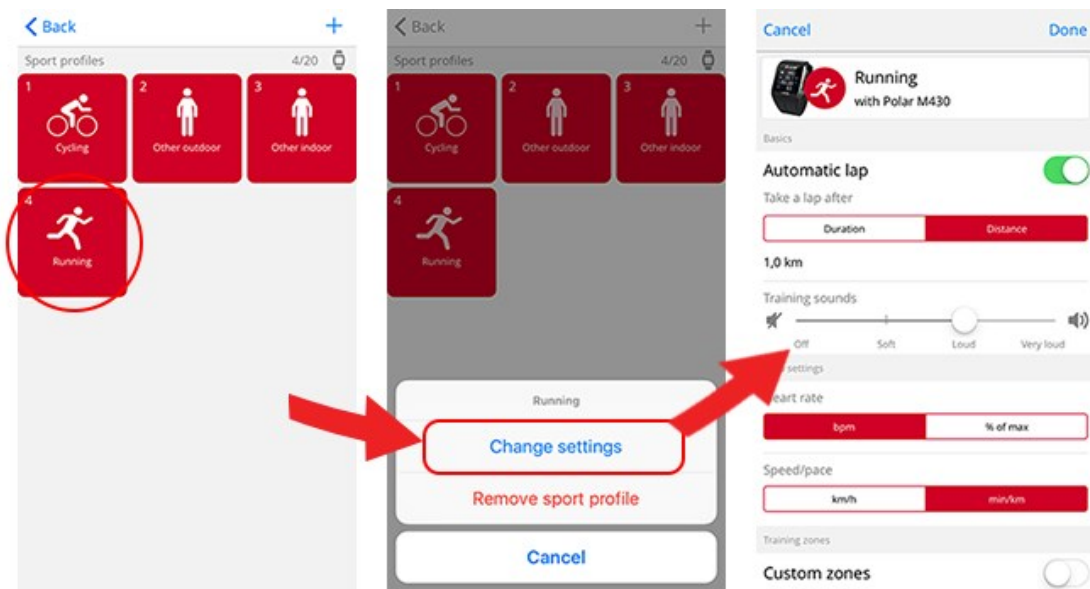 Back
+
Sport profiles 4/20
1
Cycling
2
Other outdoor
3
Other indoor
4
Running
Back
+
Sport profiles 4/20
1
Cycling
2
Other outdoor
3
Other indoor
4
Running
Running
Change settings
Remove sport profile
Cancel
Cancel Done
Running
with Polar M430
Basics
Automatic lap
Take a lap after
Duration Distance
1,0 km
Training sounds
Off Soft Loud Very loud
settings
eart rate
bpm % of max
Speed/pace
km/h min/km
Training zones
Custom zones